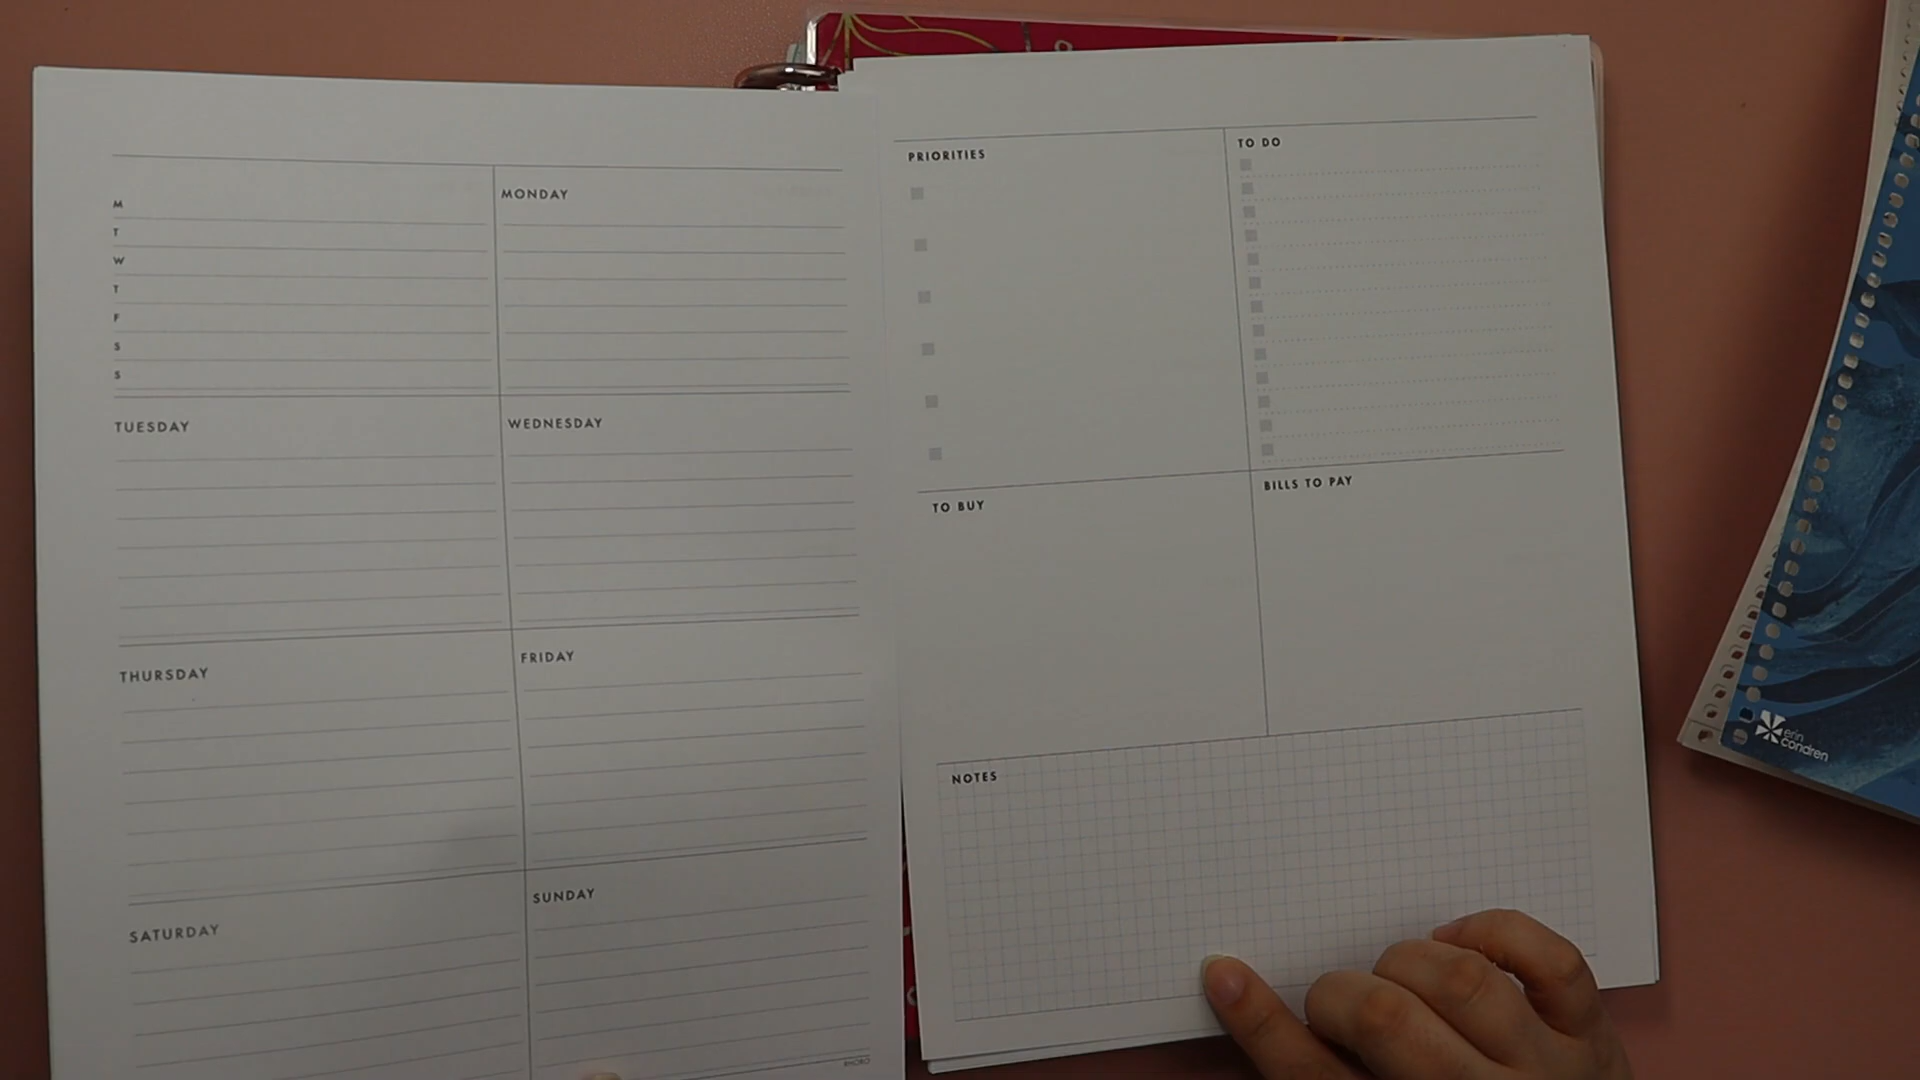 M
T
W
T
F
S
S
MONDAY
TUESDAY
WEDNESDAY
THURSDAY
FRIDAY
SATURDAY
SUNDAY
PRIORITIES
TO DO
TO BUY
BILLS TO PAY
NOTES
erin
condren